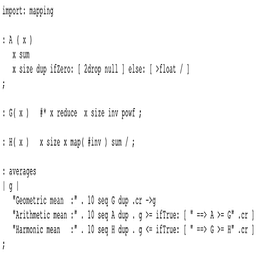 import: mapping
: A ( x )
x sum
x size dup ifZero: [ 2drop null ] else: [ >float / ]
;
: G( x )  #* x reduce  x size inv powf ;
: H( x )  x size x map( #inv ) sum / ;
: averages
| g |
"Geometric mean :" . 10 seq G dup .cr ->g
"Arithmetic mean :" . 10 seq A dup . g >= ifTrue: [ " ==> A >= G" .cr ]
"Harmonic mean :" . 10 seq H dup . g <= ifTrue: [ " ==> G >= H" .cr ]
;